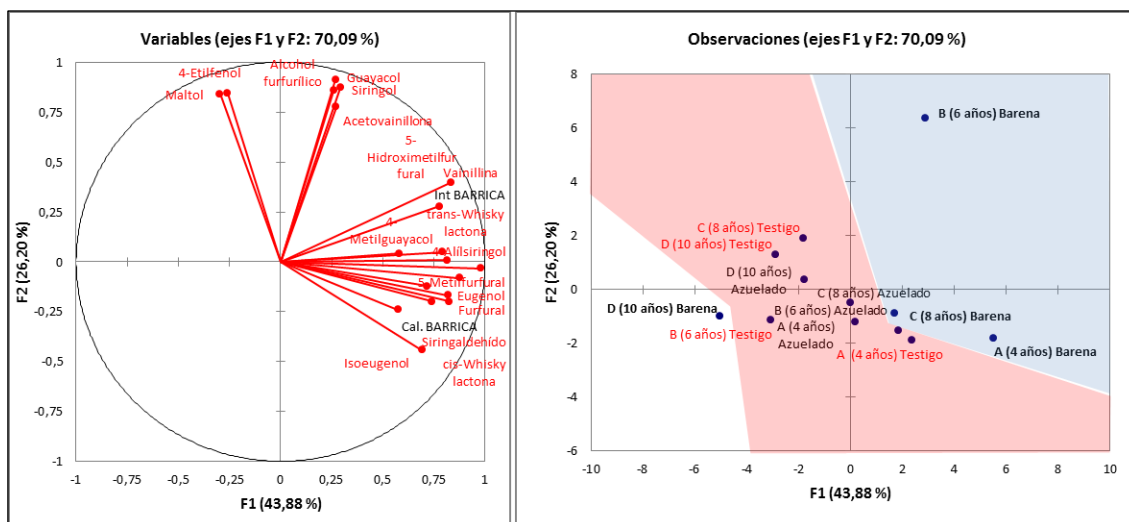 Variables (ejes F1 y F2: 70,09 %)
1
0,75
0,5
0,25
0
-0,25
-0,5
-0,75
-1
F2 (26,20 %)
4-Etilfenol
Maltol
Alcohol
furfurílico
Guayacol
Siringol
Acetovainillona
5-
Hidroximetilfur
fural
Vainillina
Int BARRICA
trans-Whisky
lactona
4-
Metilguayacol
4-Alílsiringol
5-Metilfurfural
Eugenol
Furfural
Cal. BARRICA
Siringaldehído
Isoeugenol
cis-Whisky
lactona
-1
-0,75
-0,5
-0,25
0
0,25
0,5
0,75
1
F1 (43,88 %)
Observaciones (ejes F1 y F2: 70,09 %)
8
6
4
2
0
-2
-4
-6
F2 (26,20 %)
B (6 años) Barena
C (8 años) Testigo
D (10 años) Testigo
D (10 años)
Azuelado
C (8 años) Azuelado
D (10 años) Barena
B (6 años) Azuelado
C (8 años) Barena
B (6 años) Testigo
A (4 años)
Azuelado
A (4 años) Testigo
A (4 años) Barena
-10
-8
-6
-4
-2
0
2
4
6
8
10
F1 (43,88 %)